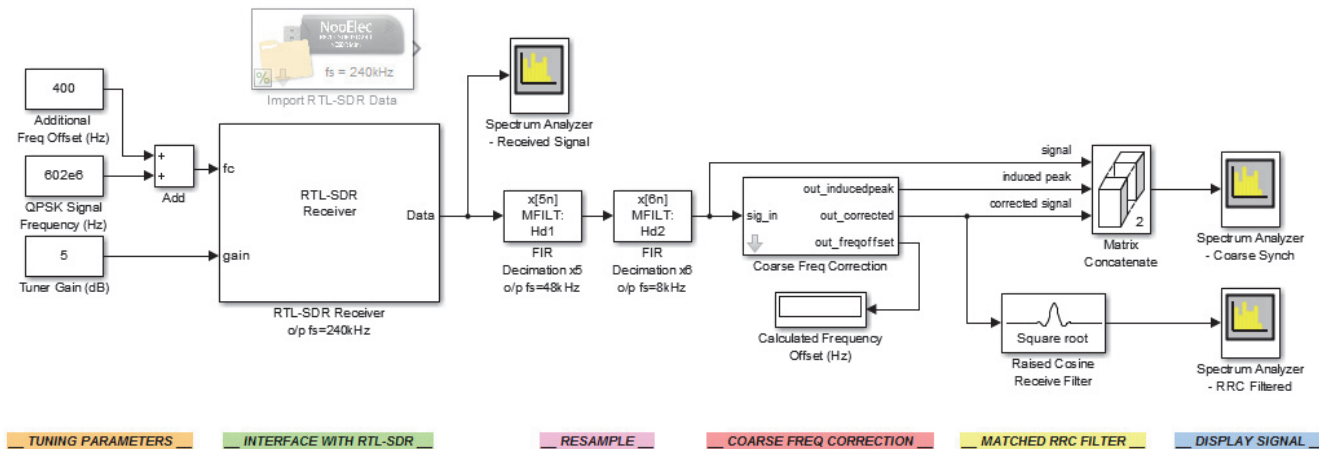 NooElec
fs = 240kHz
%
Import RTL-SDR Data
400
Additional
Freq Offset (Hz)
602e6
QPSK Signal
Frequency (Hz)
5
Tuner Gain (dB)
+
+
Add
fc
gain
RTL-SDR
Receiver
Data
RTL-SDR Receiver
o/p fs=240kHz
Spectrum Analyzer
- Received Signal
x[5n]
MFILT:
Hd1
FIR
Decimation x5
o/p fs=48kHz
x[6n]
MFILT:
Hd2
FIR
Decimation x6
o/p fs=8kHz
sig_in
out_inducedpeak
out_corrected
out_freqoffset
Coarse Freq Correction
Calculated Frequency
Offset (Hz)
signal
induced peak
corrected signal
2
Matrix
Concatenate
Spectrum Analyzer
- Coarse Synch
Square root
Raised Cosine
Receive Filter
Spectrum Analyzer
- RRC Filtered
__ TUNING PARAMETERS __
__ INTERFACE WITH RTL-SDR __
__ RESAMPLE __
__ COARSE FREQ CORRECTION __
__ MATCHED RRC FILTER __
__ DISPLAY SIGNAL __